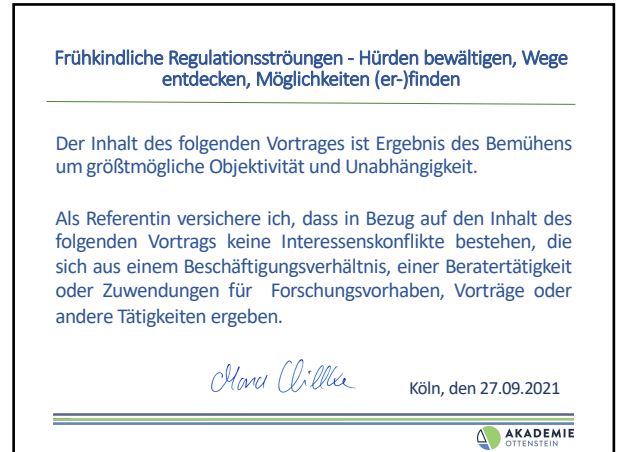 Frühkindliche Regulationsströungen - Hürden bewältigen, Wege
entdecken, Möglichkeiten (er-)finden
Der Inhalt des folgenden Vortrages ist Ergebnis des Bemühens
um größtmögliche Objektivität und Unabhängigkeit.
Als Referentin versichere ich, dass in Bezug auf den Inhalt des
folgenden Vortrags keine Interessenskonflikte bestehen, die
sich aus einem Beschäftigungsverhältnis, einer Beratertätigkeit
oder Zuwendungen für Forschungsvorhaben, Vorträge oder
andere Tätigkeiten ergeben.
Köln, den 27.09.2021
AKADEMIE
OTTENSTEIN